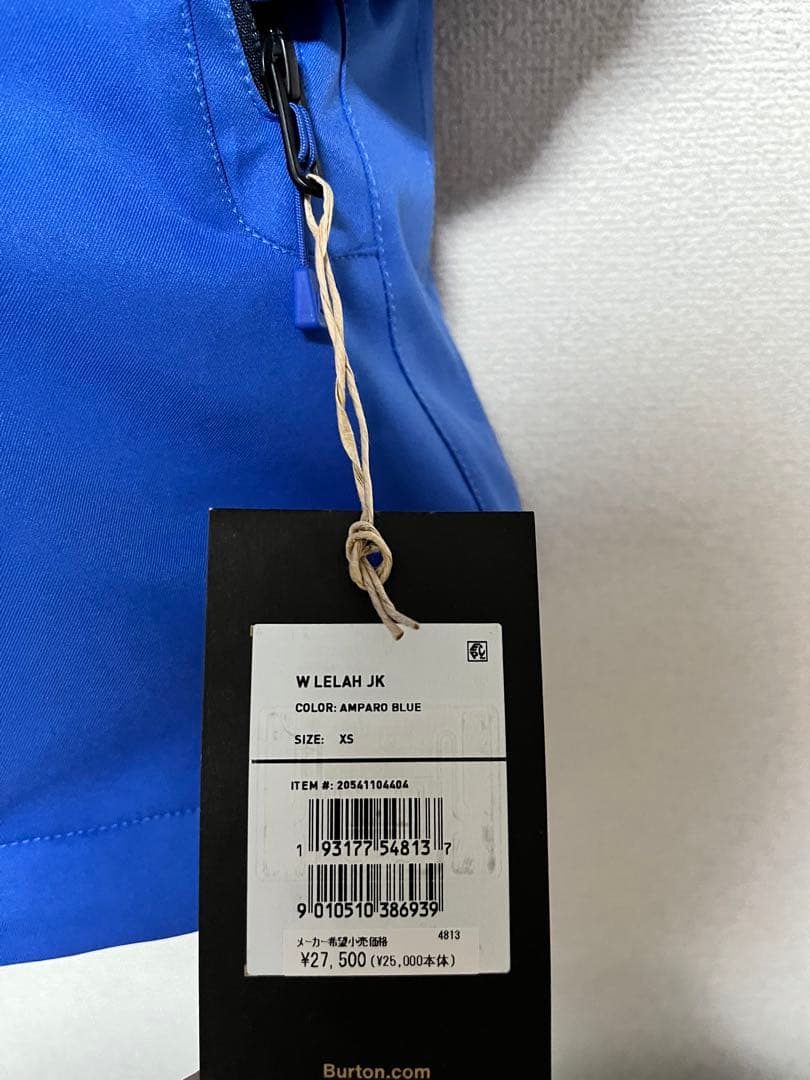 W LELAH JK
COLOR: AMPARO BLUE
SIZE: XS
ITEM #: 20541104404
1 93177 54813 7
9 010510 386939
メーカー希望小売価格 4813
¥27,500(¥25,000本体)
Burton.com